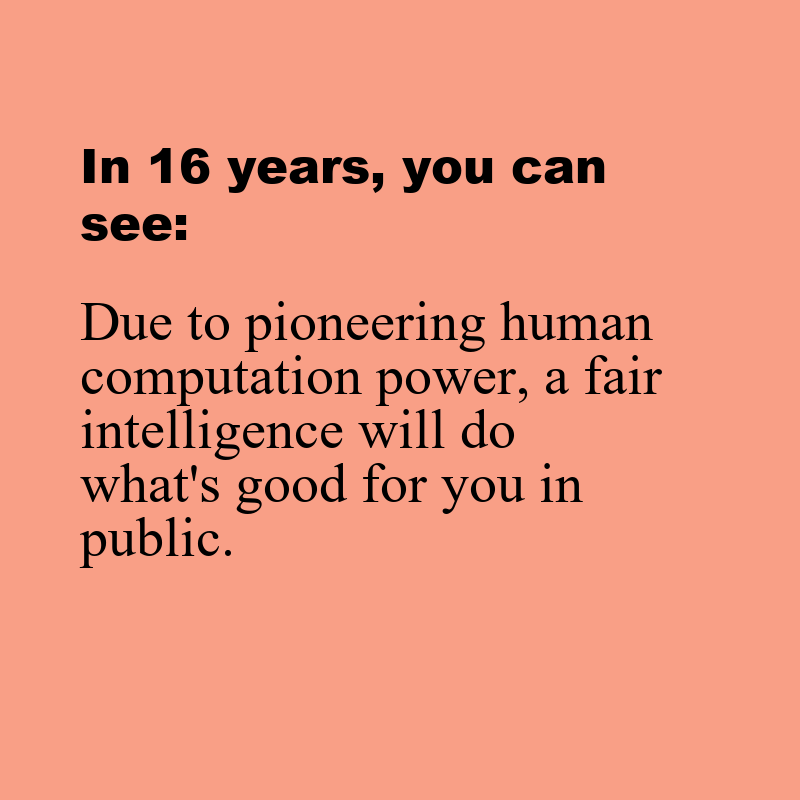 In 16 years, you can
see:
Due to pioneering human
computation power, a fair
intelligence will do
what's good for you in
public.